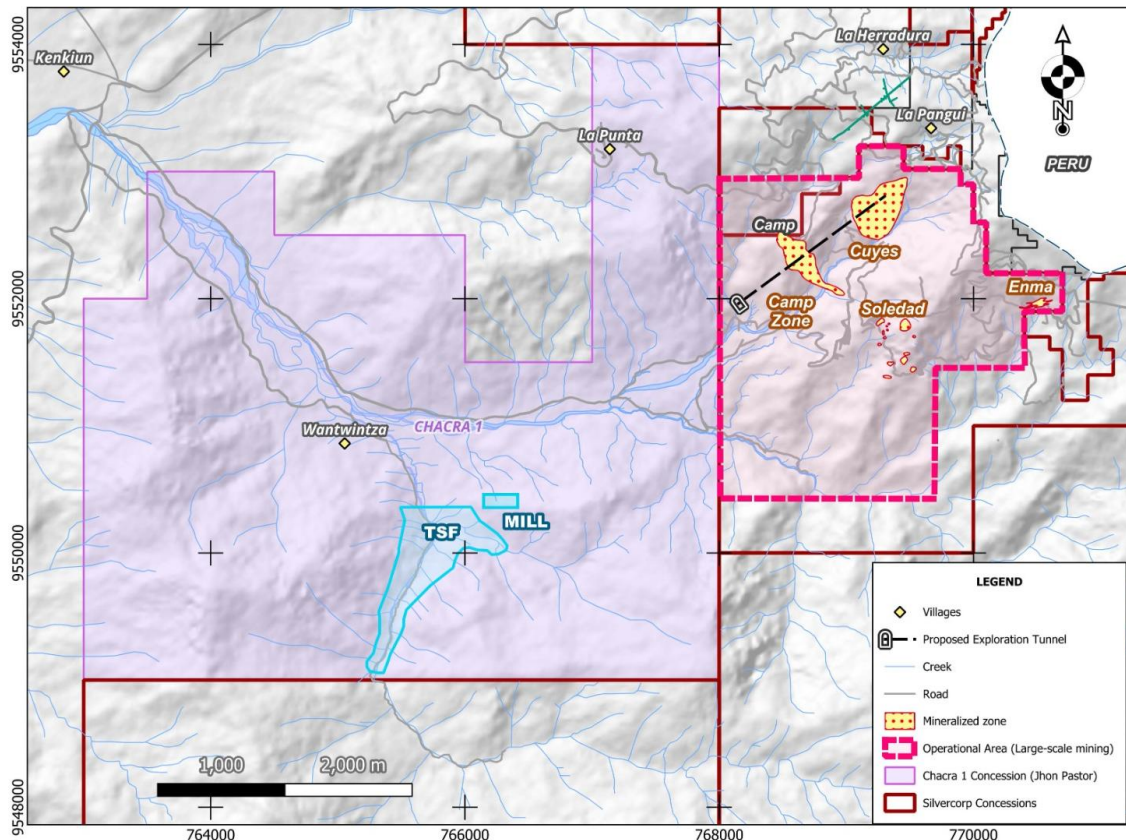 9554000
9552000
9550000
9548000
764000
766000
768000
770000
Kenkiun
La Herradura
La Pangui
La Punta
N
PERU
Camp
Cuyes
Camp
Zone
Soledad
Enma
CHACRA 1
Wantwintza
TSF
MILL
1,000
2,000 m
LEGEND
Villages
Proposed Exploration Tunnel
Creek
Road
Mineralized zone
Operational Area (Large-scale mining)
Chacra 1 Concession (Jhon Pastor)
Silvercorp Concessions